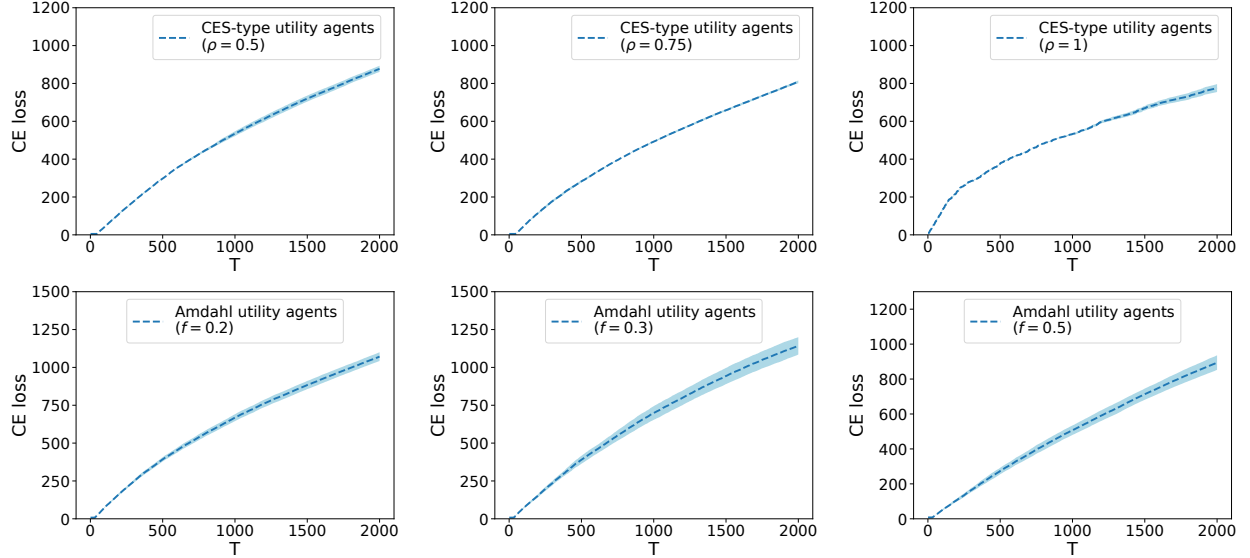 1200
1000
800
600
400
200
0
CE loss
CES-type utility agents
(ρ = 0.5)
0 500 1000 1500 2000
T
1200
1000
800
600
400
200
0
CE loss
CES-type utility agents
(ρ = 0.75)
0 500 1000 1500 2000
T
1200
1000
800
600
400
200
0
CE loss
CES-type utility agents
(ρ = 1)
0 500 1000 1500 2000
T
1500
1250
1000
750
500
250
0
CE loss
Amdahl utility agents
(f = 0.2)
0 500 1000 1500 2000
T
1500
1250
1000
750
500
250
0
CE loss
Amdahl utility agents
(f = 0.3)
0 500 1000 1500 2000
T
1200
1000
800
600
400
200
0
CE loss
Amdahl utility agents
(f = 0.5)
0 500 1000 1500 2000
T